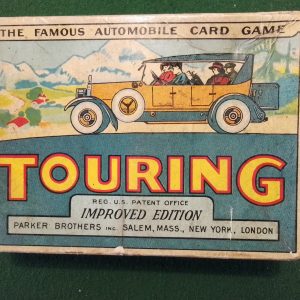 THE FAMOUS AUTOMOBILE CARD GAME
TOURING
REG. U.S. PATENT OFFICE
IMPROVED EDITION
PARKER BROTHERS INC. SALEM, MASS., NEW YORK, LONDON